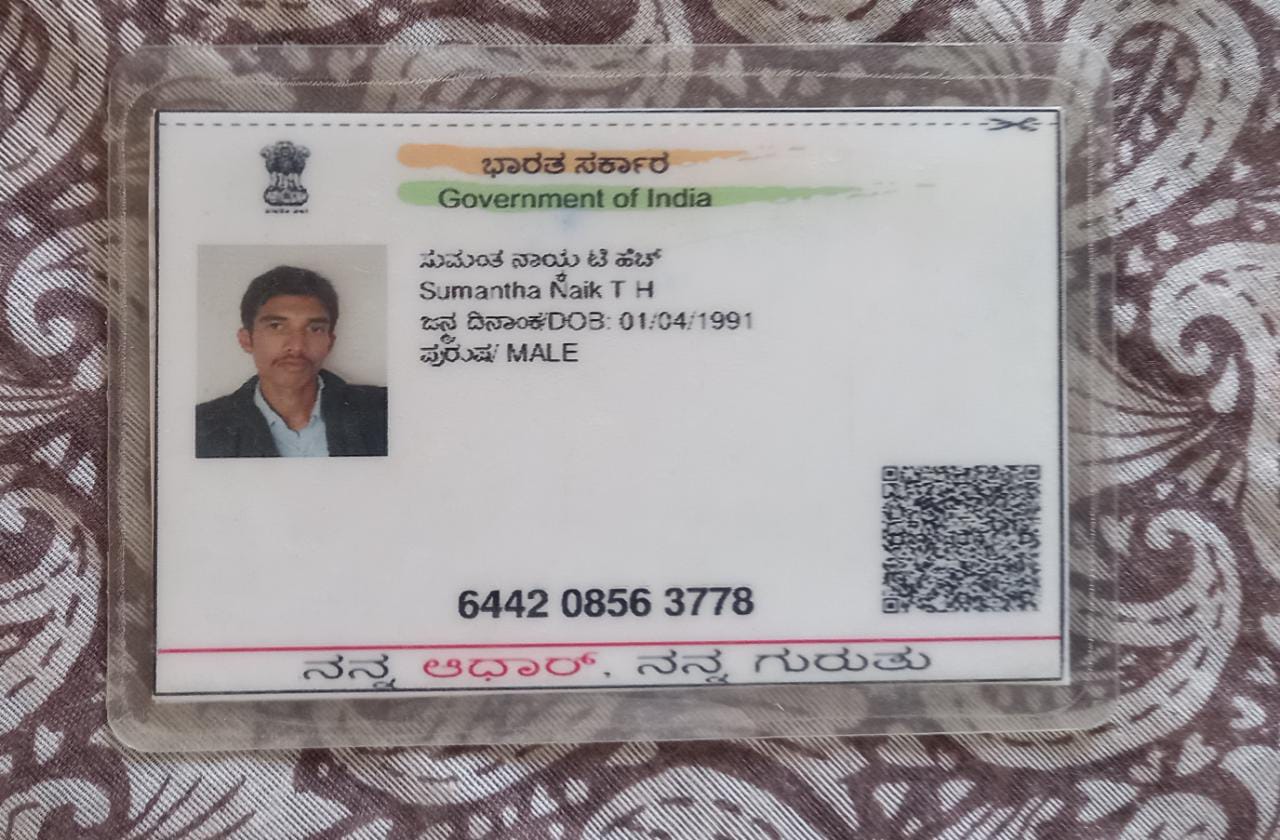 ಭಾರತ ಸರ್ಕಾರ
Government of India
ಸುಮಂತ ನಾಯ್ಕ ಟಿ ಹೆಚ್
Sumantha Naik T H
ಜನ್ಮ ದಿನಾಂಕ/DOB: 01/04/1991
ಪುರುಷ/ MALE
6442 0856 3778
ನನ್ನ ಆಧಾರ್, ನನ್ನ ಗುರುತು